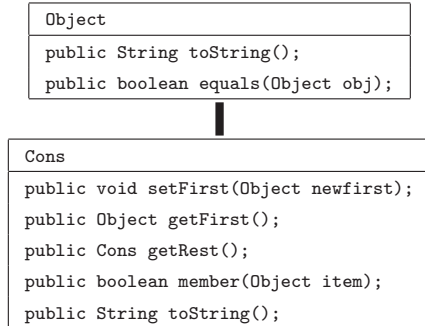 Object
public String toString();
public boolean equals(Object obj);
Cons
public void setFirst(Object newfirst);
public Object getFirst();
public Cons getRest();
public boolean member(Object item);
public String toString();